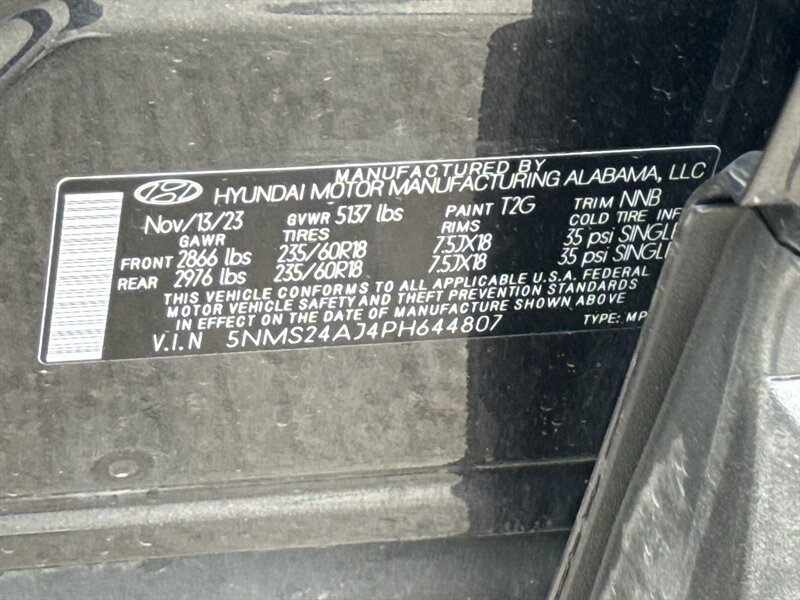 MANUFACTURED BY
HYUNDAI MOTOR MANUFACTURING ALABAMA, LLC
Nov/13/23 GVWR 5137 lbs PAINT T2G TRIM NNB
GAWR TIRES RIMS COLD TIRE INF
FRONT 2866 lbs 235/60R18 7.5JX18 35 psi SINGLE
REAR 2976 lbs 235/60R18 7.5JX18 35 psi SINGLE
THIS VEHICLE CONFORMS TO ALL APPLICABLE U.S.A. FEDERAL
MOTOR VEHICLE SAFETY AND THEFT PREVENTION STANDARDS
IN EFFECT ON THE DATE OF MANUFACTURE SHOWN ABOVE
V.I.N 5NMS24AJ4PH644807 TYPE: MP